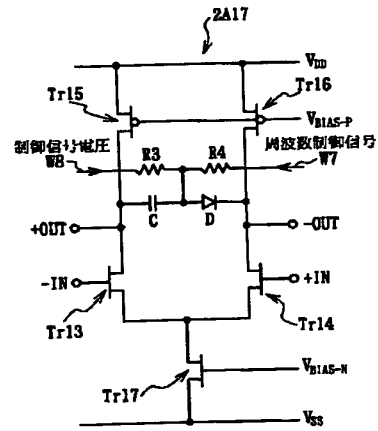 2A17
VDD
Tr15
Tr16
VBIAS-P
制御信号電圧
W8
R3
R4
周波数制御信号
W7
+OUT
C
D
-OUT
-IN
+IN
Tr13
Tr14
Tr17
VBIAS-N
VSS